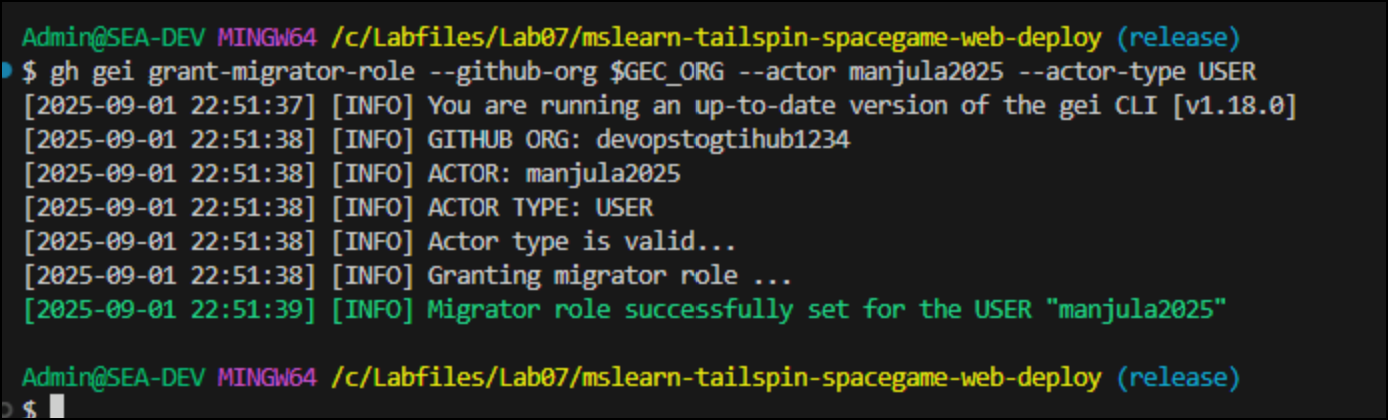 Admin@SEA-DEV MINGW64 /c/Labfiles/Lab07/mslearn-tailspin-spacegame-web-deploy (release)
$ gh gei grant-migrator-role --github-org $GEC_ORG --actor manjula2025 --actor-type USER
[2025-09-01 22:51:37] [INFO] You are running an up-to-date version of the gei CLI [v1.18.0]
[2025-09-01 22:51:38] [INFO] GITHUB ORG: devopstogtihub1234
[2025-09-01 22:51:38] [INFO] ACTOR: manjula2025
[2025-09-01 22:51:38] [INFO] ACTOR TYPE: USER
[2025-09-01 22:51:38] [INFO] Actor type is valid...
[2025-09-01 22:51:38] [INFO] Granting migrator role ...
[2025-09-01 22:51:39] [INFO] Migrator role successfully set for the USER "manjula2025"
Admin@SEA-DEV MINGW64 /c/Labfiles/Lab07/mslearn-tailspin-spacegame-web-deploy (release)
$